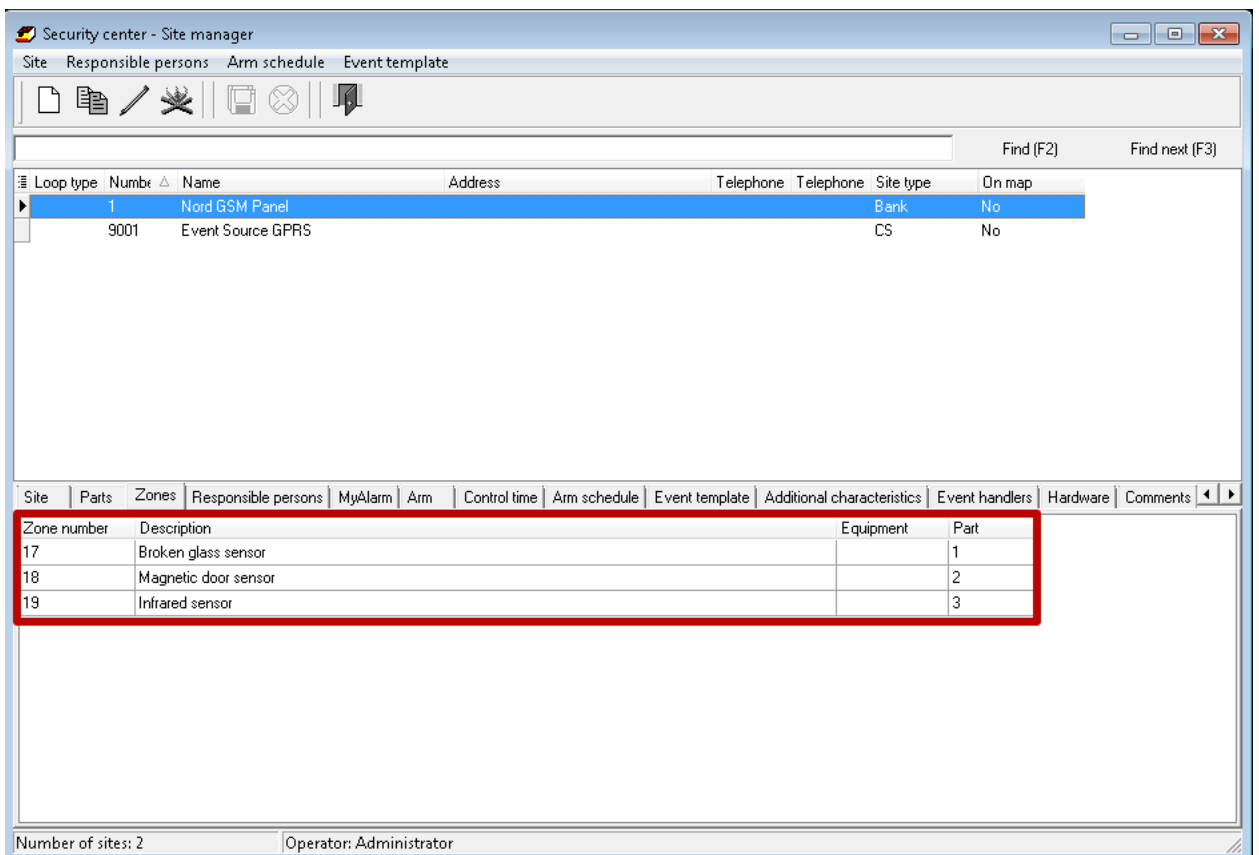 Security center - Site manager
Site Responsible persons Arm schedule Event template
Find (F2) Find next (F3)
Loop type Numbe Name Address Telephone Telephone Site type On map
1 Nord GSM Panel Bank No
9001 Event Source GPRS CS No
Site Parts Zones Responsible persons MyAlarm Arm Control time Arm schedule Event template Additional characteristics Event handlers Hardware Comments
Zone number Description Equipment Part
17 Broken glass sensor 1
18 Magnetic door sensor 2
19 Infrared sensor 3
Number of sites: 2 Operator: Administrator